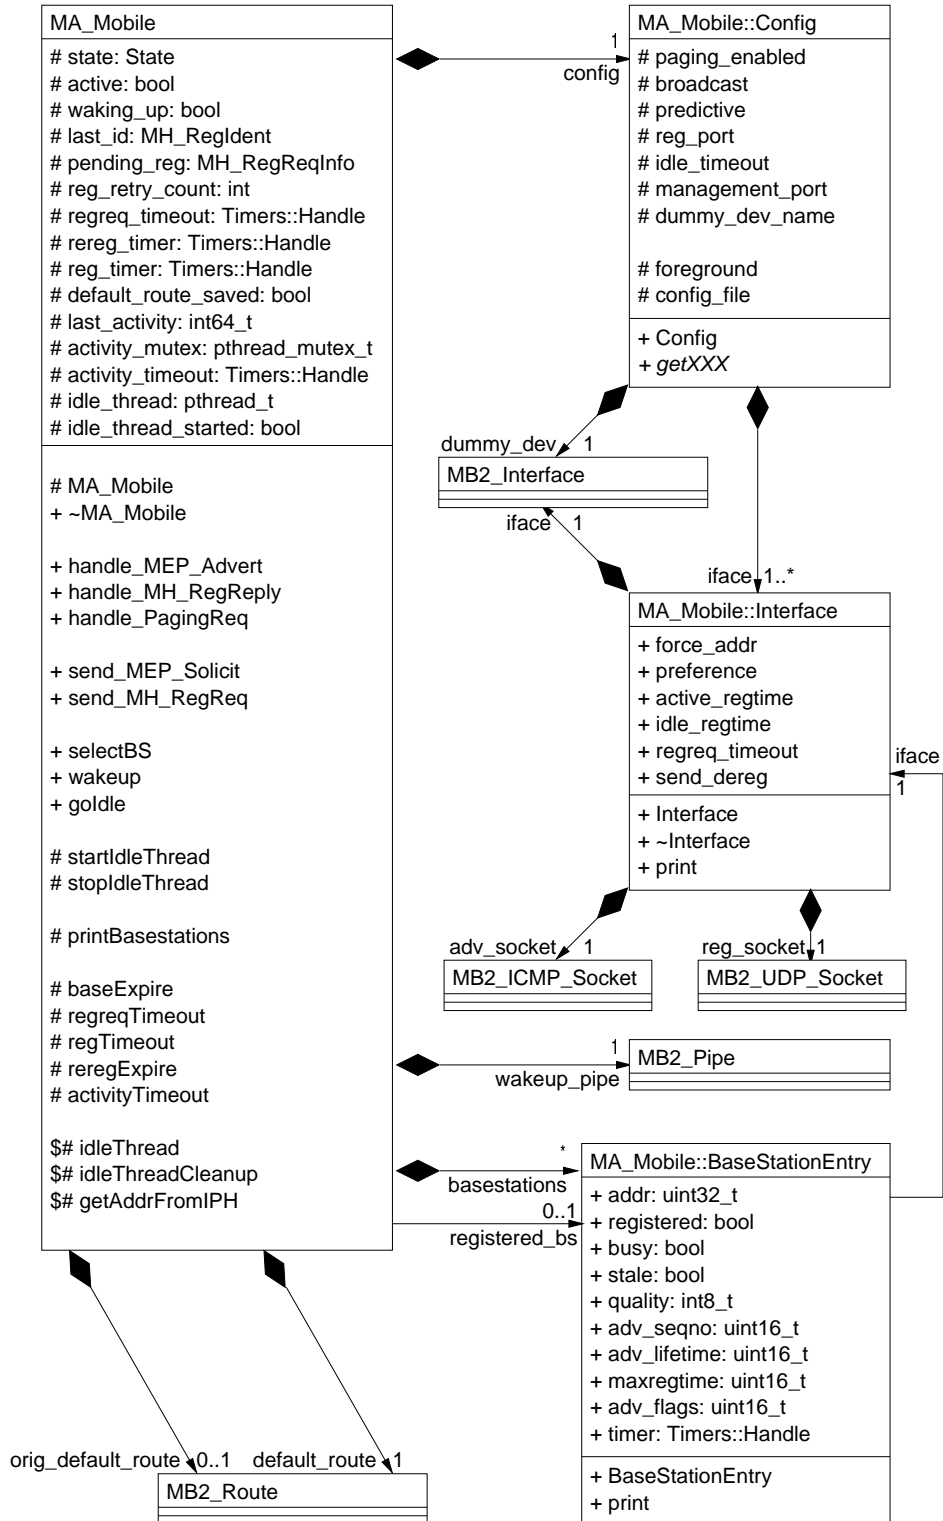 MA_Mobile
# state: State
# active: bool
# waking_up: bool
# last_id: MH_RegIdent
# pending_reg: MH_RegReqInfo
# reg_retry_count: int
# regreq_timeout: Timers::Handle
# rereg_timer: Timers::Handle
# reg_timer: Timers::Handle
# default_route_saved: bool
# last_activity: int64_t
# activity_mutex: pthread_mutex_t
# activity_timeout: Timers::Handle
# idle_thread: pthread_t
# idle_thread_started: bool
# MA_Mobile
+ ~MA_Mobile
+ handle_MEP_Advert
+ handle_MH_RegReply
+ handle_PagingReq
+ send_MEP_Solicit
+ send_MH_RegReq
+ selectBS
+ wakeup
+ goIdle
# startIdleThread
# stopIdleThread
# printBasestations
# baseExpire
# regreqTimeout
# regTimeout
# reregExpire
# activityTimeout
$# idleThread
$# idleThreadCleanup
$# getAddrFromIPH
1
config
MA_Mobile::Config
# paging_enabled
# broadcast
# predictive
# reg_port
# idle_timeout
# management_port
# dummy_dev_name
# foreground
# config_file
+ Config
+ getXXX
dummy_dev 1
MB2_Interface
iface 1
iface 1..*
MA_Mobile::Interface
+ force_addr
+ preference
+ active_regtime
+ idle_regtime
+ regreq_timeout
+ send_dereg
+ Interface
+ ~Interface
+ print
iface
1
adv_socket 1
MB2_ICMP_Socket
reg_socket 1
MB2_UDP_Socket
1
wakeup_pipe
MB2_Pipe
*
basestations
0..1
registered_bs
MA_Mobile::BaseStationEntry
+ addr: uint32_t
+ registered: bool
+ busy: bool
+ stale: bool
+ quality: int8_t
+ adv_seqno: uint16_t
+ adv_lifetime: uint16_t
+ maxregtime: uint16_t
+ adv_flags: uint16_t
+ timer: Timers::Handle
+ BaseStationEntry
+ print
orig_default_route 0..1
default_route 1
MB2_Route